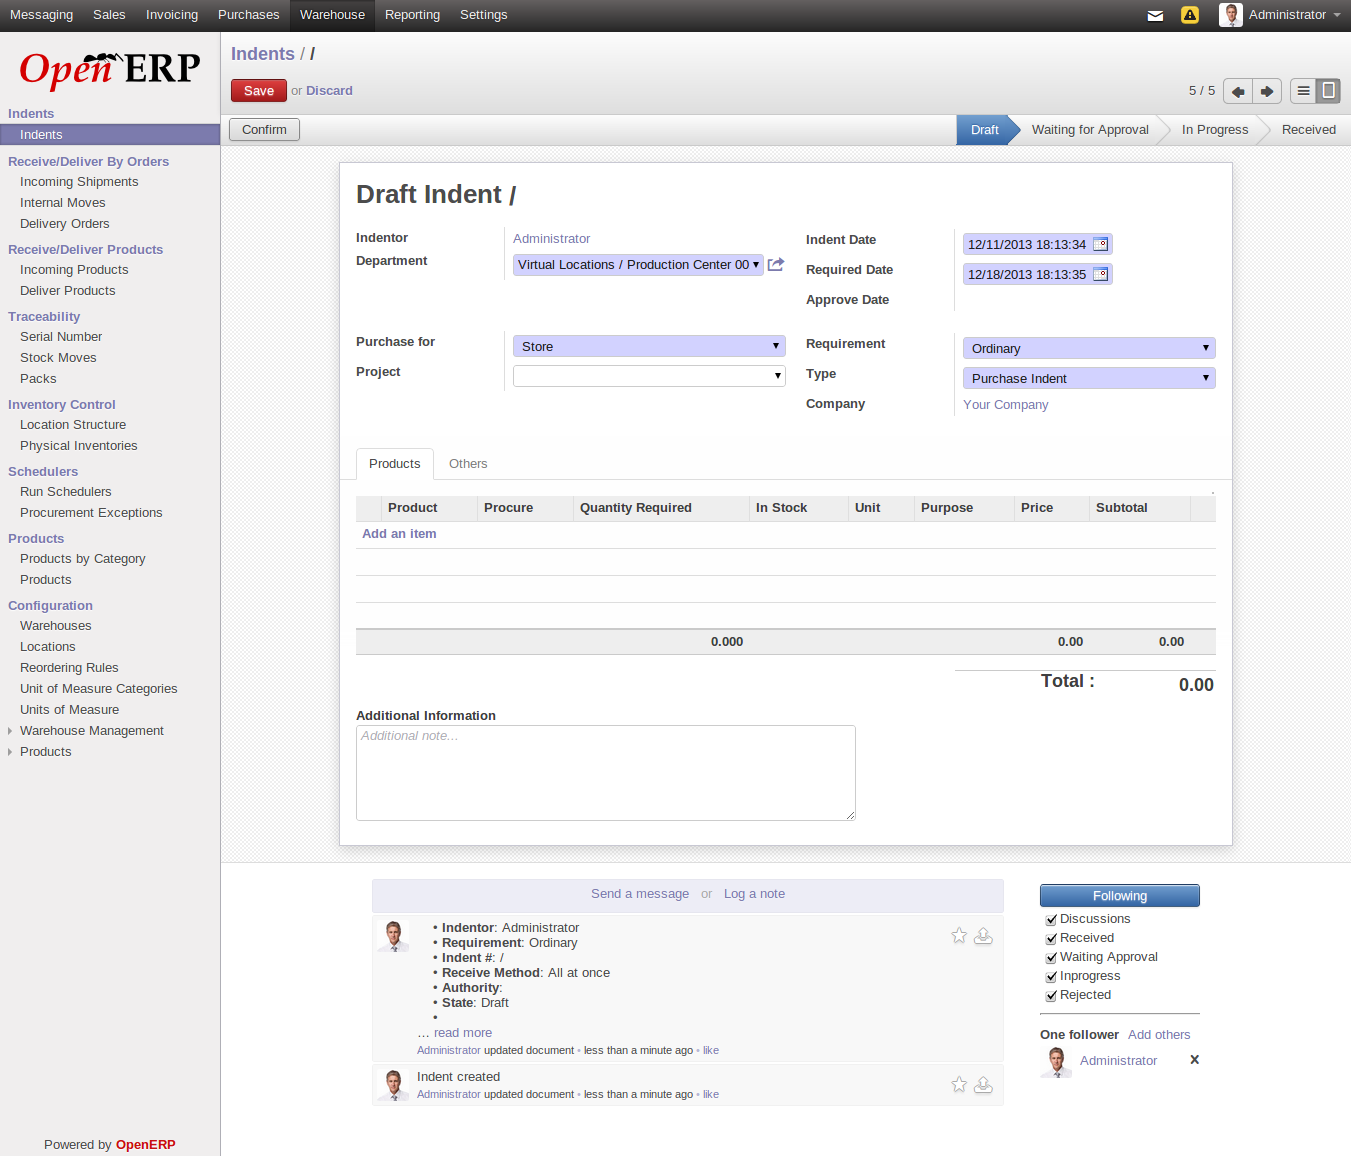 Messaging Sales Invoicing Purchases Warehouse Reporting Settings Administrator
Open ERP
Indents / /
Save or Discard
5 / 5
Confirm
Draft Waiting for Approval In Progress Received
Indents
Indents
Receive/Deliver By Orders
Incoming Shipments
Internal Moves
Delivery Orders
Receive/Deliver Products
Incoming Products
Deliver Products
Traceability
Serial Number
Stock Moves
Packs
Inventory Control
Location Structure
Physical Inventories
Schedulers
Run Schedulers
Procurement Exceptions
Products
Products by Category
Products
Configuration
Warehouses
Locations
Reordering Rules
Unit of Measure Categories
Units of Measure
Warehouse Management
Products
Powered by OpenERP
Draft Indent /
Indentor Administrator
Department Virtual Locations / Production Center 00
Indent Date 12/11/2013 18:13:34
Required Date 12/18/2013 18:13:35
Approve Date
Purchase for Store
Project
Requirement Ordinary
Type Purchase Indent
Company Your Company
Products Others
Product Procure Quantity Required In Stock Unit Purpose Price Subtotal
Add an item
0.000 0.00 0.00
Total : 0.00
Additional Information
Additional note...
Send a message or Log a note
• Indentor: Administrator
• Requirement: Ordinary
• Indent #: /
• Receive Method: All at once
• Authority:
• State: Draft
•
... read more
Administrator updated document • less than a minute ago • like
Indent created
Administrator updated document • less than a minute ago • like
Following
Discussions
Received
Waiting Approval
Inprogress
Rejected
One follower Add others
Administrator X